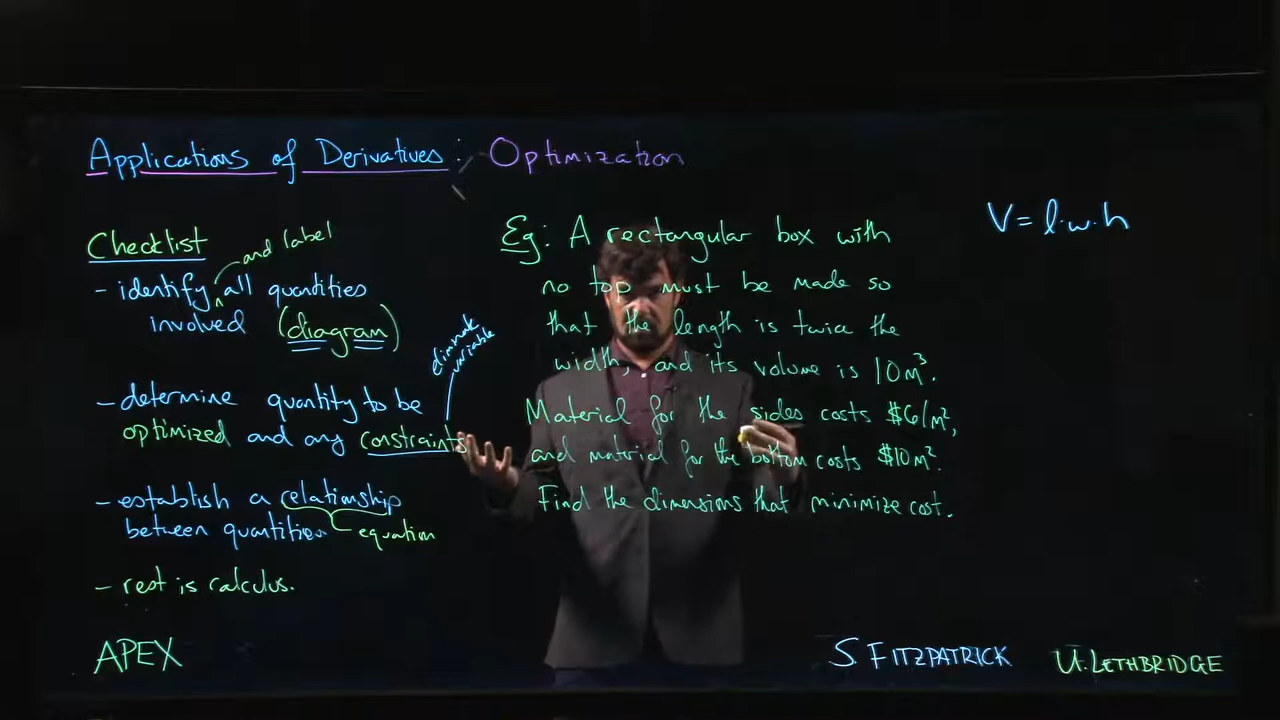 Applications of Derivatives: Optimization
Checklist
and label
- identify all quantities
involved (diagram)
- determine quantity to be
optimized and any constraints
variable
- establish a relationship
between quantities
equation
- rest is calculus.
APEX
Eg: A rectangular box with
no top must be made so
that the length is twice the
width, and its volume is 10m³.
Material for the sides costs $6/m²,
and material for the bottom costs $10m².
Find the dimensions that minimize cost.
V = l·w·h
S. FITZPATRICK
U. LETHBRIDGE